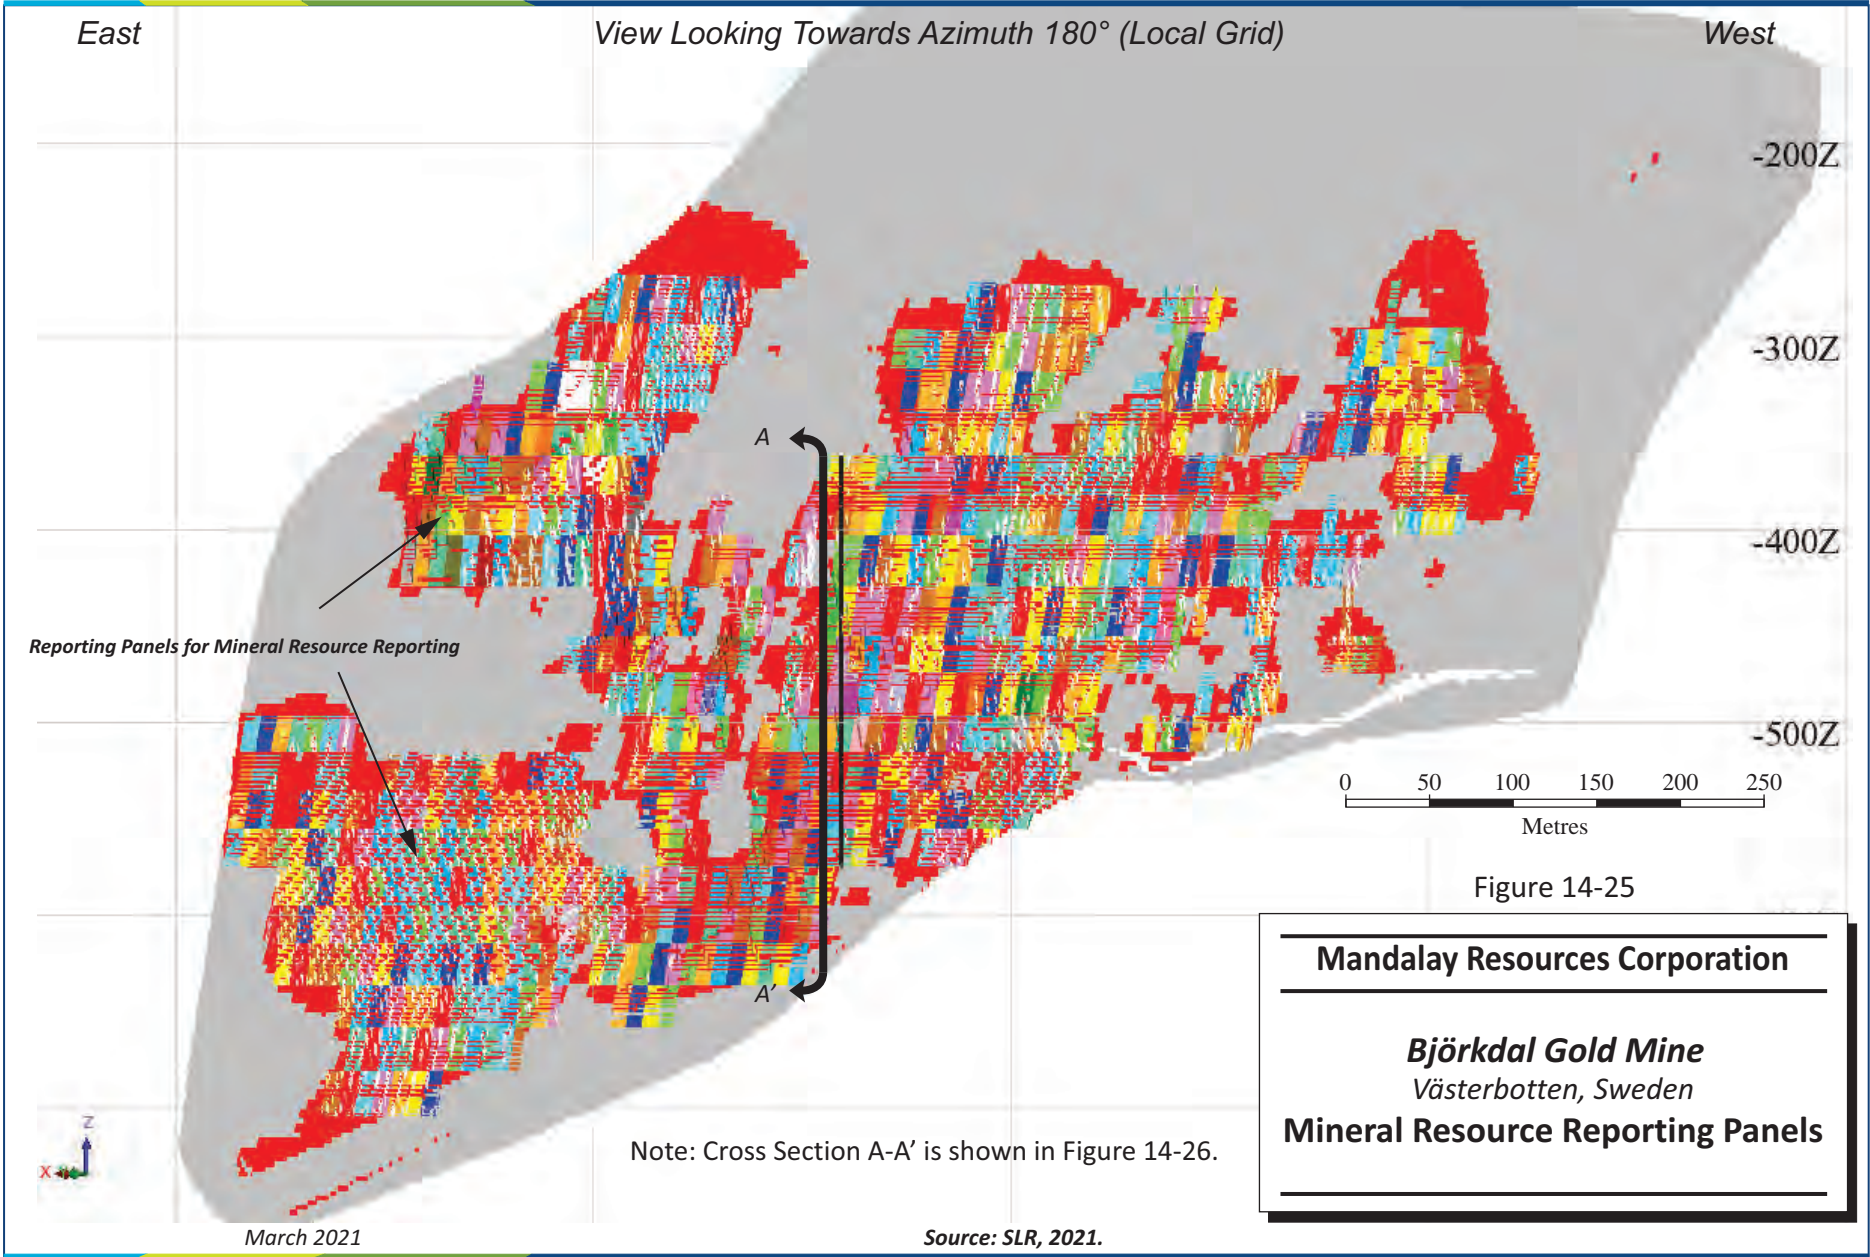 East
View Looking Towards Azimuth 180° (Local Grid)
West
-200Z
-300Z
A
-400Z
Reporting Panels for Mineral Resource Reporting
-500Z
0 50 100 150 200 250
Metres
Figure 14-25
Mandalay Resources Corporation
A’
Björkdal Gold Mine
Västerbotten, Sweden
Mineral Resource Reporting Panels
Z
X
Note: Cross Section A-A’ is shown in Figure 14-26.
March 2021
Source: SLR, 2021.